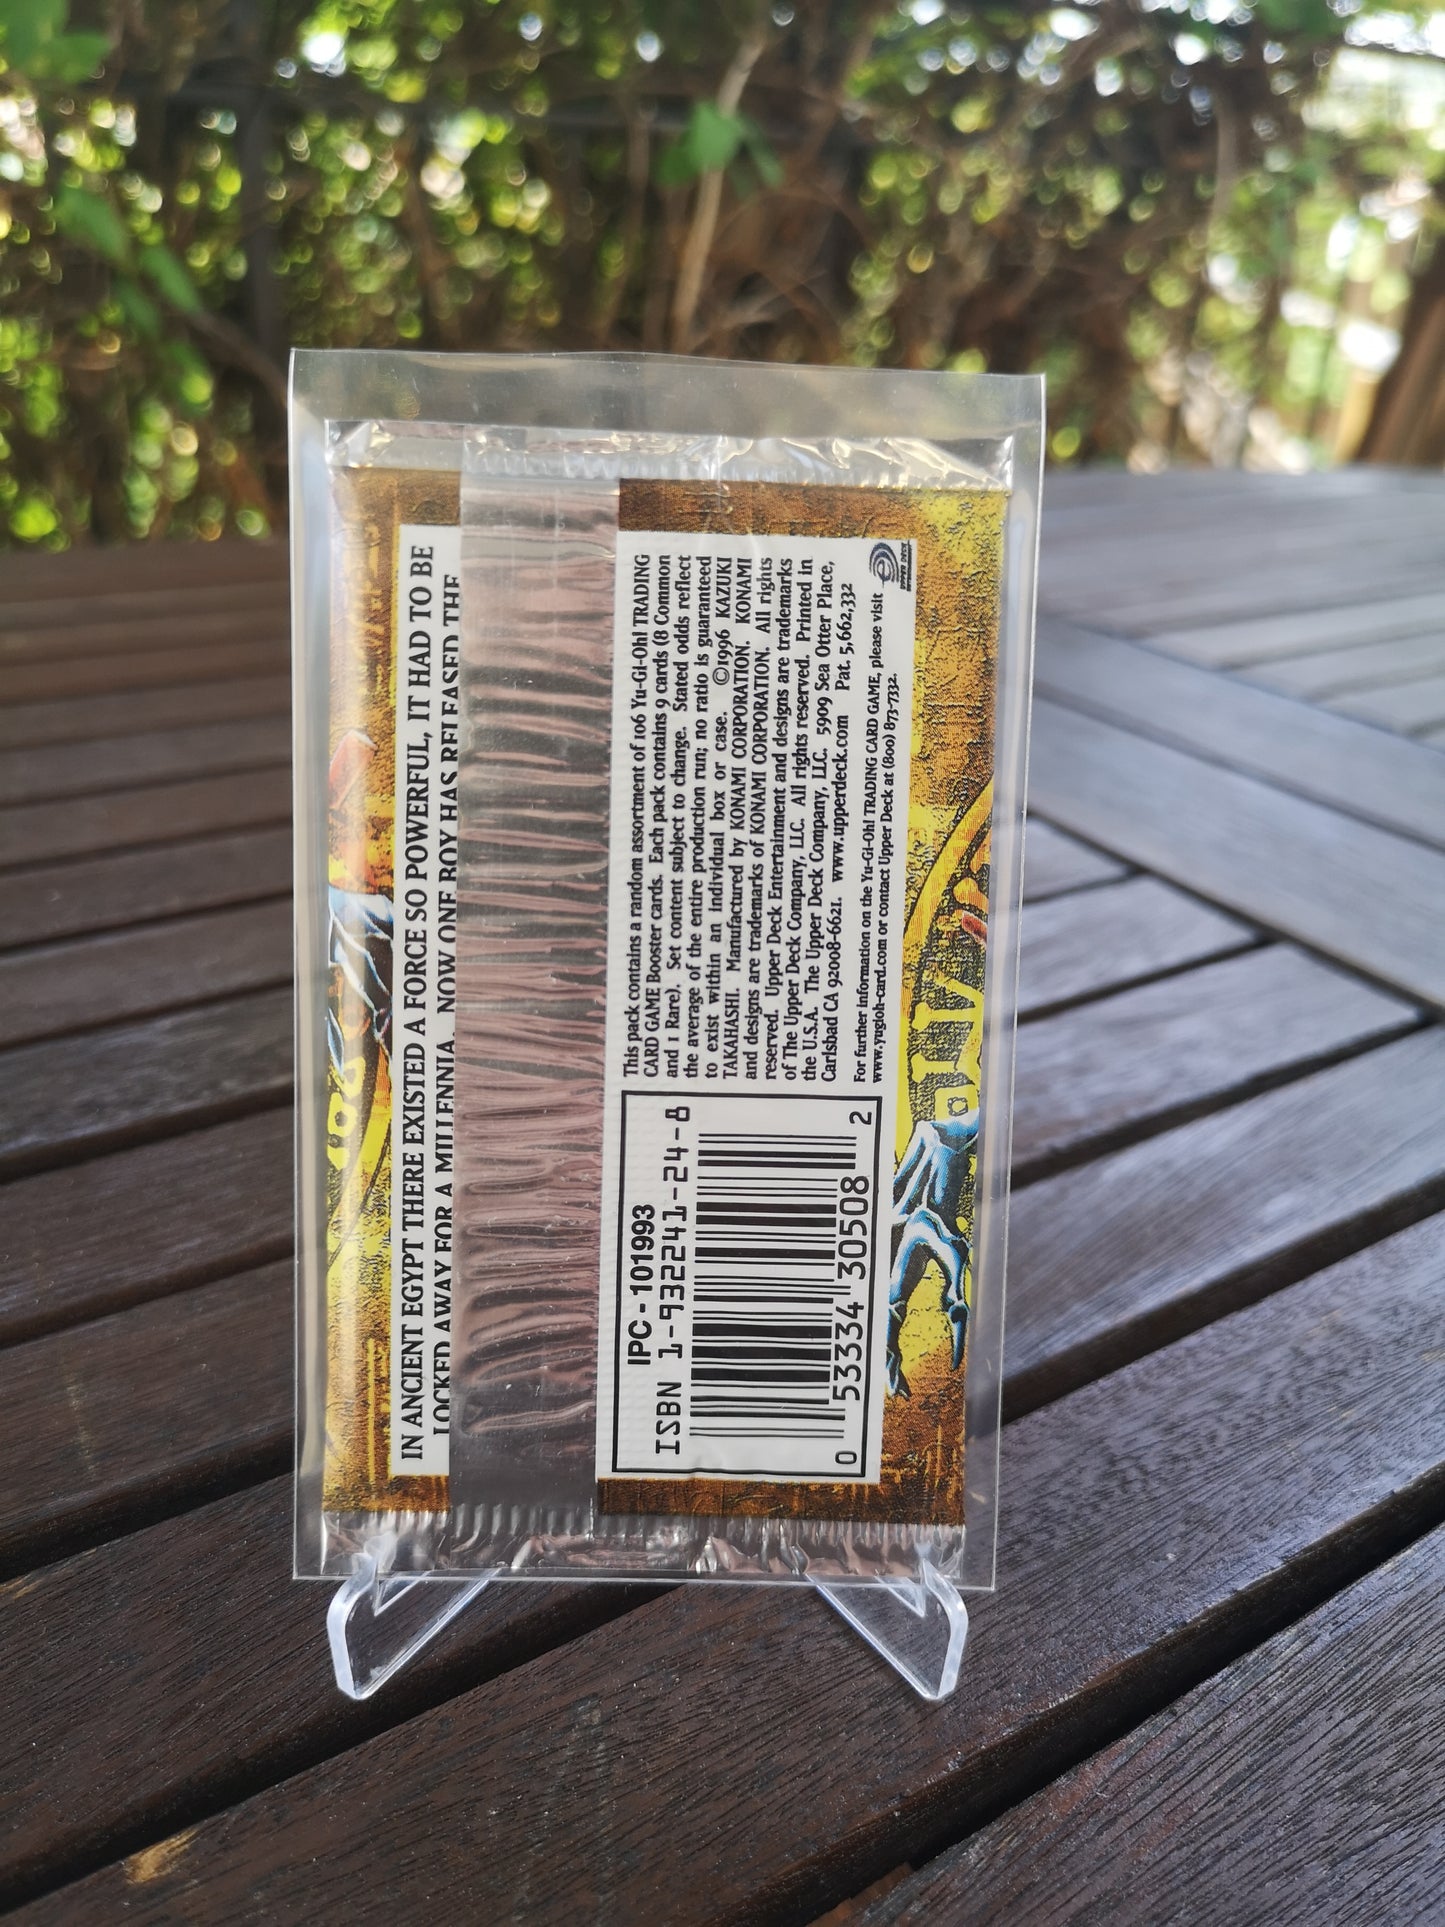 IN ANCIENT EGYPT THERE EXISTED A FORCE SO POWERFUL, IT HAD TO BE
LOCKED AWAY FOR A MILLENNIA. NOW ONE BOY HAS RELEASED THE
This pack contains a random assortment of 106 Yu-Gi-Oh! TRADING
CARD GAME Booster cards. Each pack contains 9 cards (8 Common
and 1 Rare). Set content subject to change. Stated odds reflect
the average of the entire production run; no ratio is guaranteed
to exist within an individual box or case. ©1996 KAZUKI
TAKAHASHI. Manufactured by KONAMI CORPORATION. KONAMI
and designs are trademarks of KONAMI CORPORATION. All rights
reserved. Upper Deck Entertainment and designs are trademarks
of The Upper Deck Company, LLC. All rights reserved. Printed in
the U.S.A. The Upper Deck Company, LLC. 5909 Sea Otter Place,
Carlsbad CA 92008-6621. www.upperdeck.com Pat. 5,662,332
For further information on the Yu-Gi-Oh! TRADING CARD GAME, please visit
www.yugioh-card.com or contact Upper Deck at (800) 873-7332.
UPPER DECK
IPC - 101993
ISBN 1-932241-24-8
0 53334 30508 2